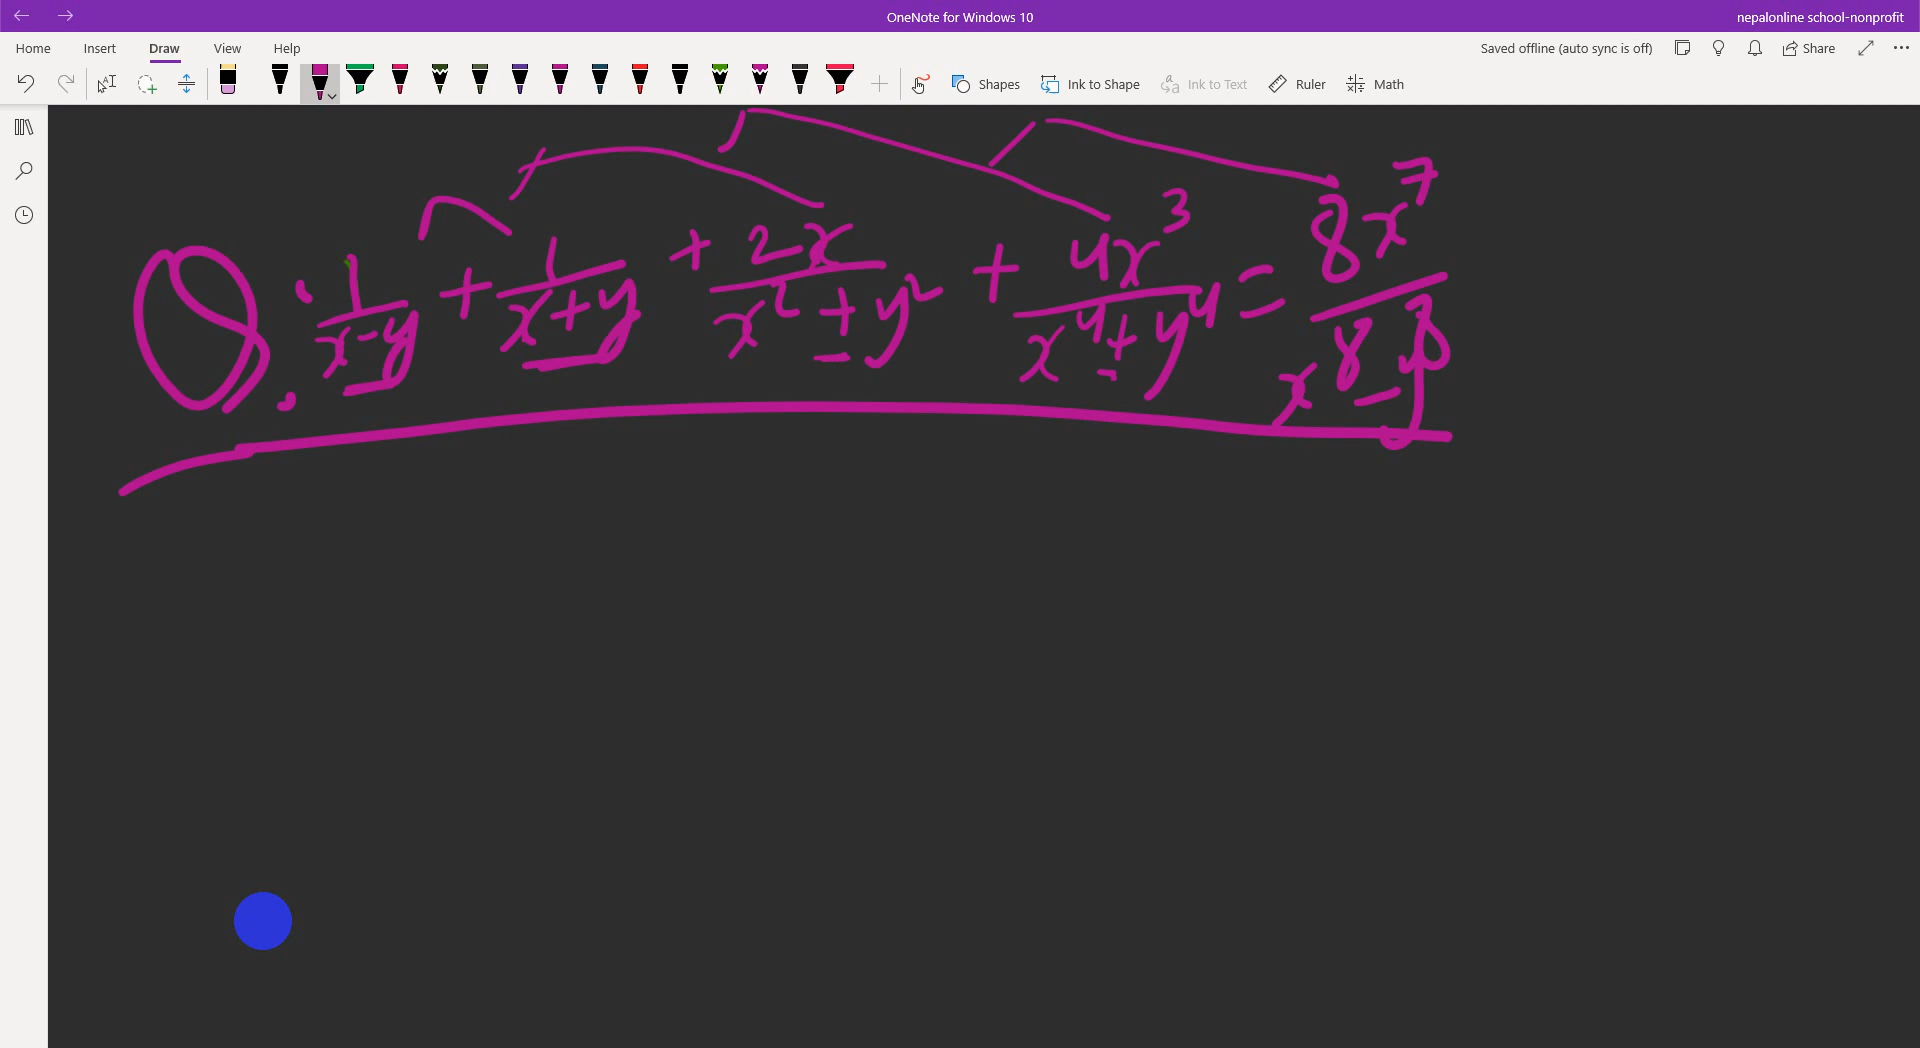 OneNote for Windows 10
nepalonline school-nonprofit
Home Insert Draw View Help
Saved offline (auto sync is off) Share
Shapes Ink to Shape Ink to Text Ruler Math
Q. : 1/(x-y) + 1/(x+y) + 2x/(x²+y²) + 4x³/(x⁴+y⁴) = 8x⁷/(x⁸-y⁸)